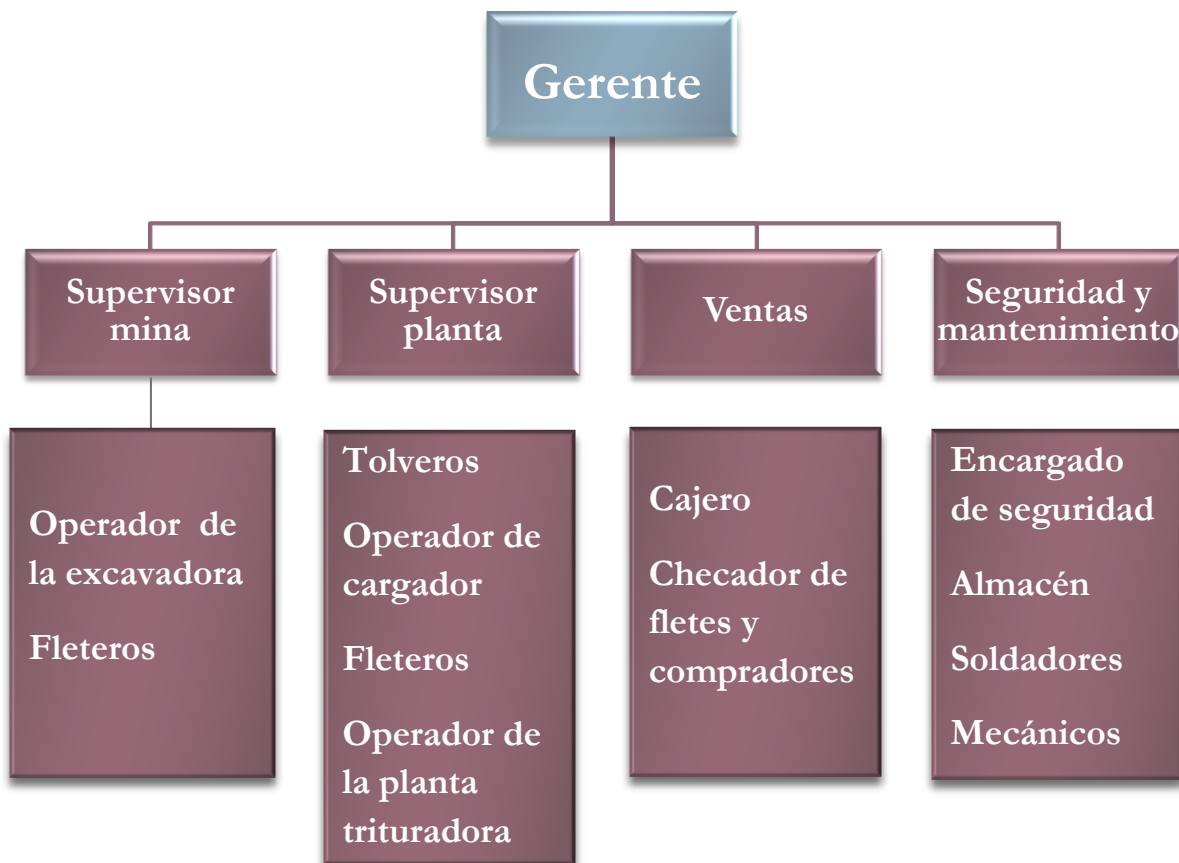 Gerente
Supervisor
mina
Supervisor
planta
Ventas
Seguridad y
mantenimiento
Operador de
la excavadora
Fleteros
Tolveros
Operador de
cargador
Fleteros
Operador de
la planta
trituradora
Cajero
Checador de
fletes y
compradores
Encargado
de seguridad
Almacén
Soldadores
Mecánicos